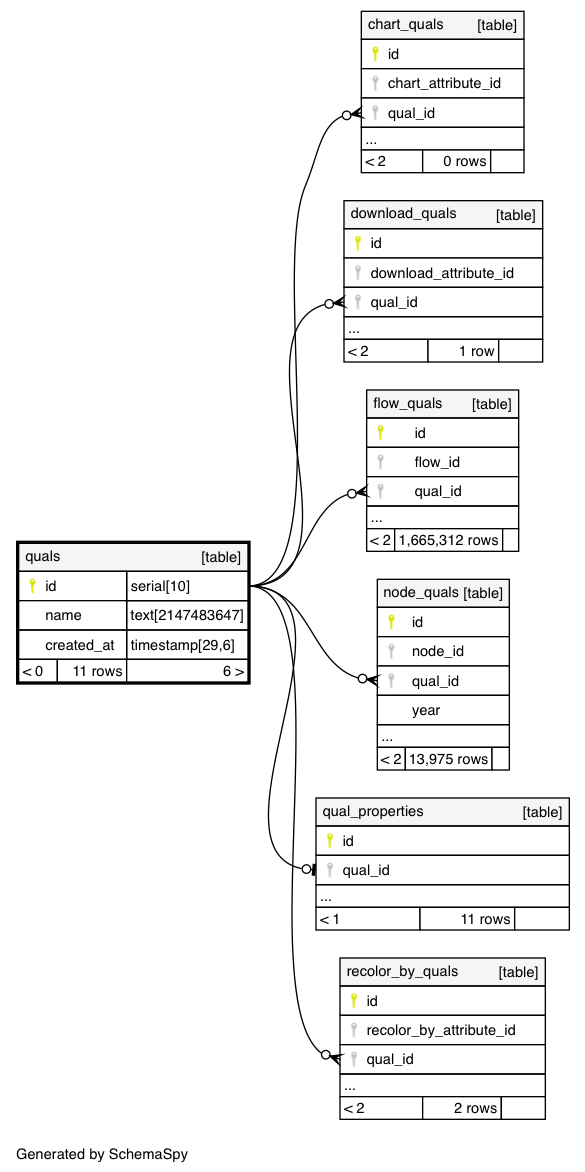 chart_quals [table]
id
chart_attribute_id
qual_id
...
< 2 0 rows
download_quals [table]
id
download_attribute_id
qual_id
...
< 2 1 row
flow_quals [table]
id
flow_id
qual_id
...
< 2 1,665,312 rows
quals [table]
id serial[10]
name text[2147483647]
created_at timestamp[29,6]
< 0 11 rows 6 >
node_quals [table]
id
node_id
qual_id
year
...
< 2 13,975 rows
qual_properties [table]
id
qual_id
...
< 1 11 rows
recolor_by_quals [table]
id
recolor_by_attribute_id
qual_id
...
< 2 2 rows
Generated by SchemaSpy